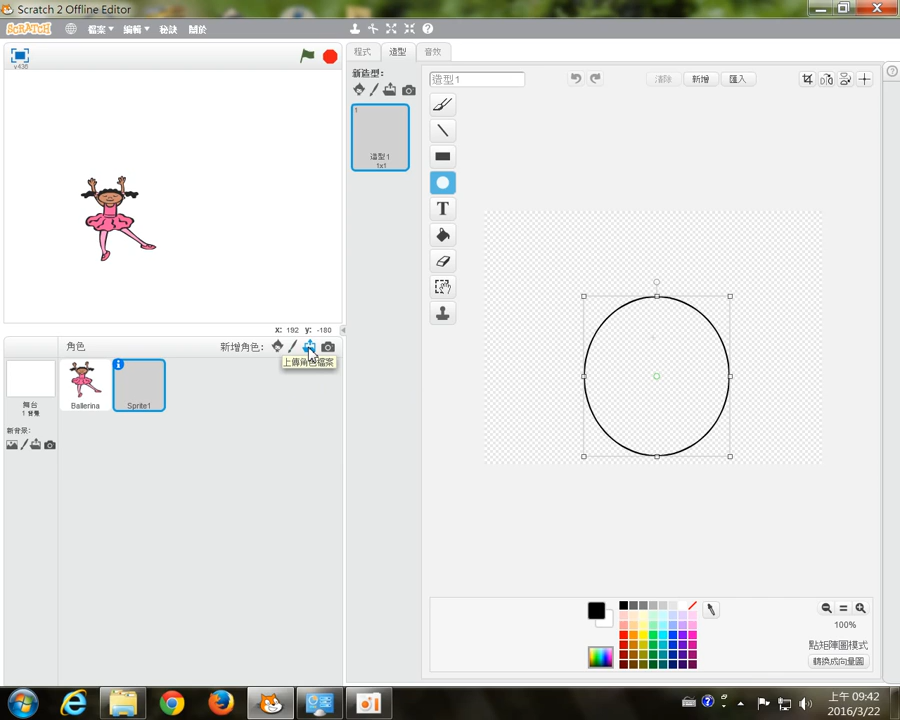 Scratch 2 Offline Editor
SCRATCH 檔案▼ 編輯▼ 秘訣 關於
v438
程式 造型 音效
新造型:
造型1
清除 新增 匯入
1
造型1
1x1
T
x: 192 y: -180
角色 新增角色:
上傳角色檔案
舞台
1 背景
新背景:
Ballerina
Sprite1
100%
點矩陣圖模式
轉換成向量圖
上午 09:42
2016/3/22